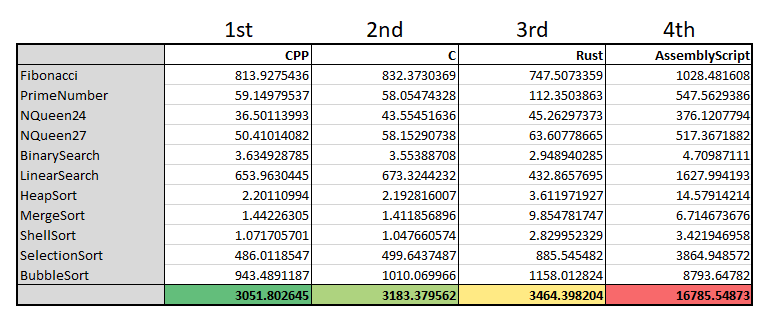 1st 2nd 3rd 4th
CPP C Rust AssemblyScript
Fibonacci 813.9275436 832.3730369 747.5073359 1028.481608
PrimeNumber 59.14979537 58.05474328 112.3503863 547.5629386
NQueen24 36.50113993 43.55451636 45.26297373 376.1207794
NQueen27 50.41014082 58.15290738 63.60778665 517.3671882
BinarySearch 3.634928785 3.55388708 2.948940285 4.70987111
LinearSearch 653.9630445 673.3244232 432.8657695 1627.994193
HeapSort 2.20110994 2.192816007 3.611971927 14.57914214
MergeSort 1.44226305 1.411856896 9.854781747 6.714673676
ShellSort 1.071705701 1.047660574 2.829952329 3.421946958
SelectionSort 486.0118547 499.6437487 885.545482 3864.948572
BubbleSort 943.4891187 1010.069966 1158.012824 8793.64782
3051.802645 3183.379562 3464.398204 16785.54873